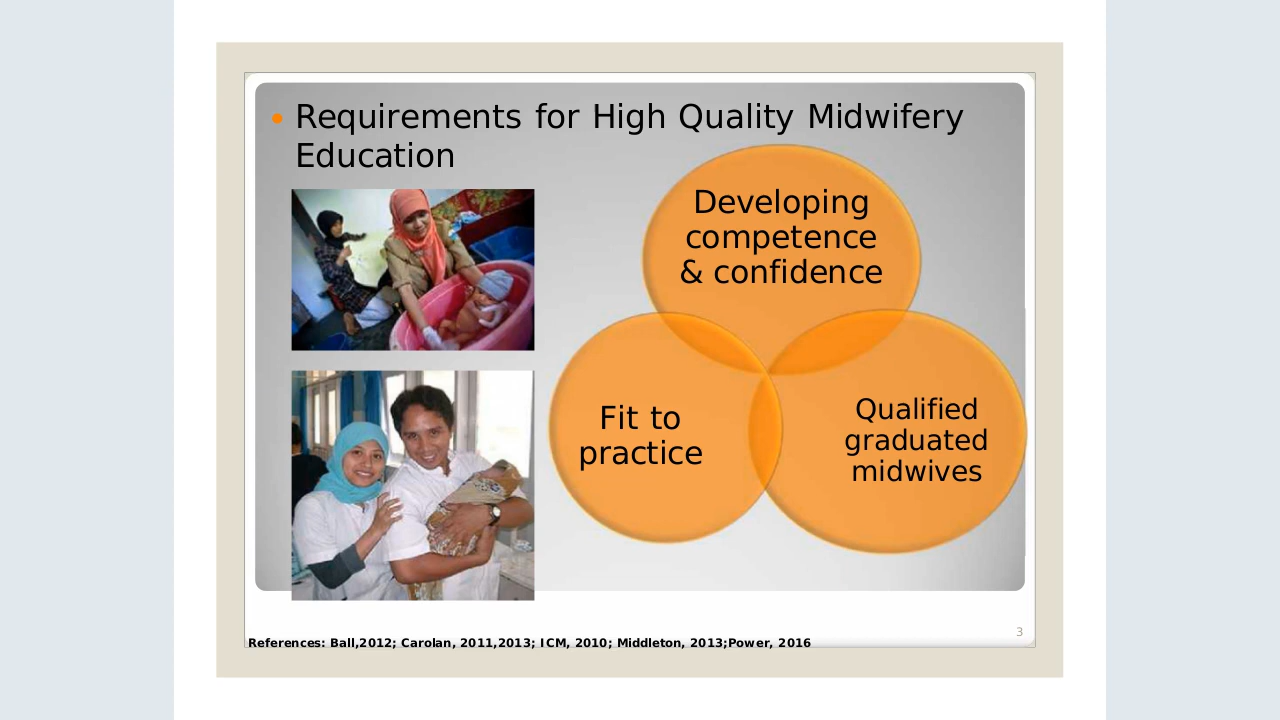 Requirements for High Quality Midwifery
Education
Developing
competence
& confidence
Fit to
practice
Qualified
graduated
midwives
3
References: Ball,2012; Carolan, 2011,2013; ICM, 2010; Middleton, 2013;Power, 2016